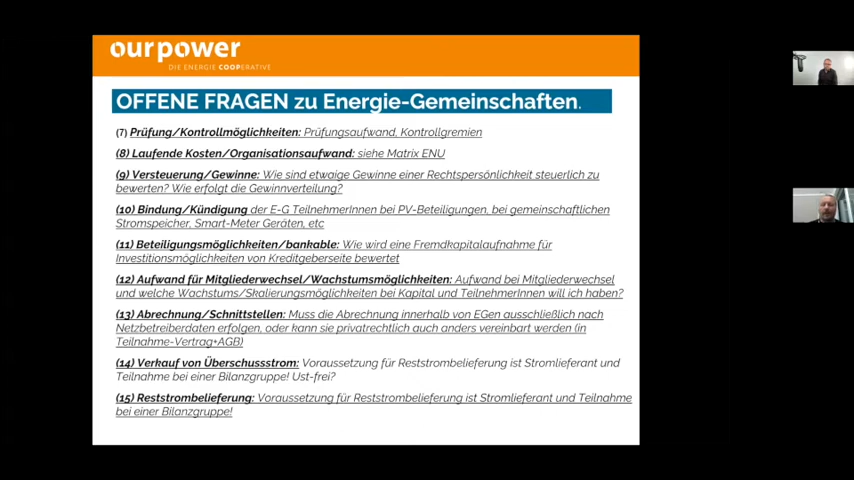 ourpower
DIE ENERGIE COOPERATIVE
OFFENE FRAGEN zu Energie-Gemeinschaften.
(7) Prüfung/Kontrollmöglichkeiten: Prüfungsaufwand, Kontrollgremien
(8) Laufende Kosten/Organisationsaufwand: siehe Matrix ENU
(9) Versteuerung/Gewinne: Wie sind etwaige Gewinne einer Rechtspersönlichkeit steuerlich zu
bewerten? Wie erfolgt die Gewinnverteilung?
(10) Bindung/Kündigung der E-G TeilnehmerInnen bei PV-Beteiligungen, bei gemeinschaftlichen
Stromspeicher, Smart-Meter Geräten, etc
(11) Beteiligungsmöglichkeiten/bankable: Wie wird eine Fremdkapitalaufnahme für
Investitionsmöglichkeiten von Kreditgeberseite bewertet
(12) Aufwand für Mitgliederwechsel/Wachstumsmöglichkeiten: Aufwand bei Mitgliederwechsel
und welche Wachstums/Skalierungsmöglichkeiten bei Kapital und TeilnehmerInnen will ich haben?
(13) Abrechnung/Schnittstellen: Muss die Abrechnung innerhalb von EGen ausschließlich nach
Netzbetreiberdaten erfolgen, oder kann sie privatrechtlich auch anders vereinbart werden (in
Teilnahme-Vertrag+AGB)
(14) Verkauf von Überschussstrom: Voraussetzung für Reststrombelieferung ist Stromlieferant und
Teilnahme bei einer Bilanzgruppe! Ust-frei?
(15) Reststrombelieferung: Voraussetzung für Reststrombelieferung ist Stromlieferant und Teilnahme
bei einer Bilanzgruppe!